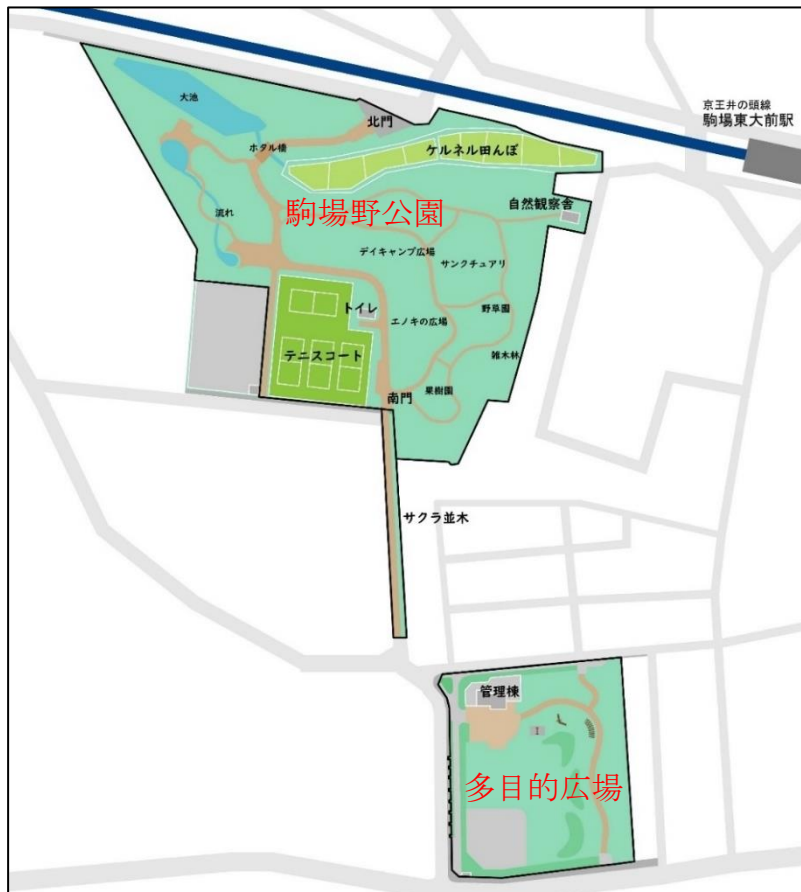 京王井の頭線
駒場東大前駅
大池
北門
ホタル橋
ケルネル田んぼ
自然観察舎
駒場野公園
流れ
デイキャンプ広場
サンクチュアリ
トイレ
エノキの広場
野草園
テニスコート
雑木林
果樹園
南門
サクラ並木
管理棟
多目的広場